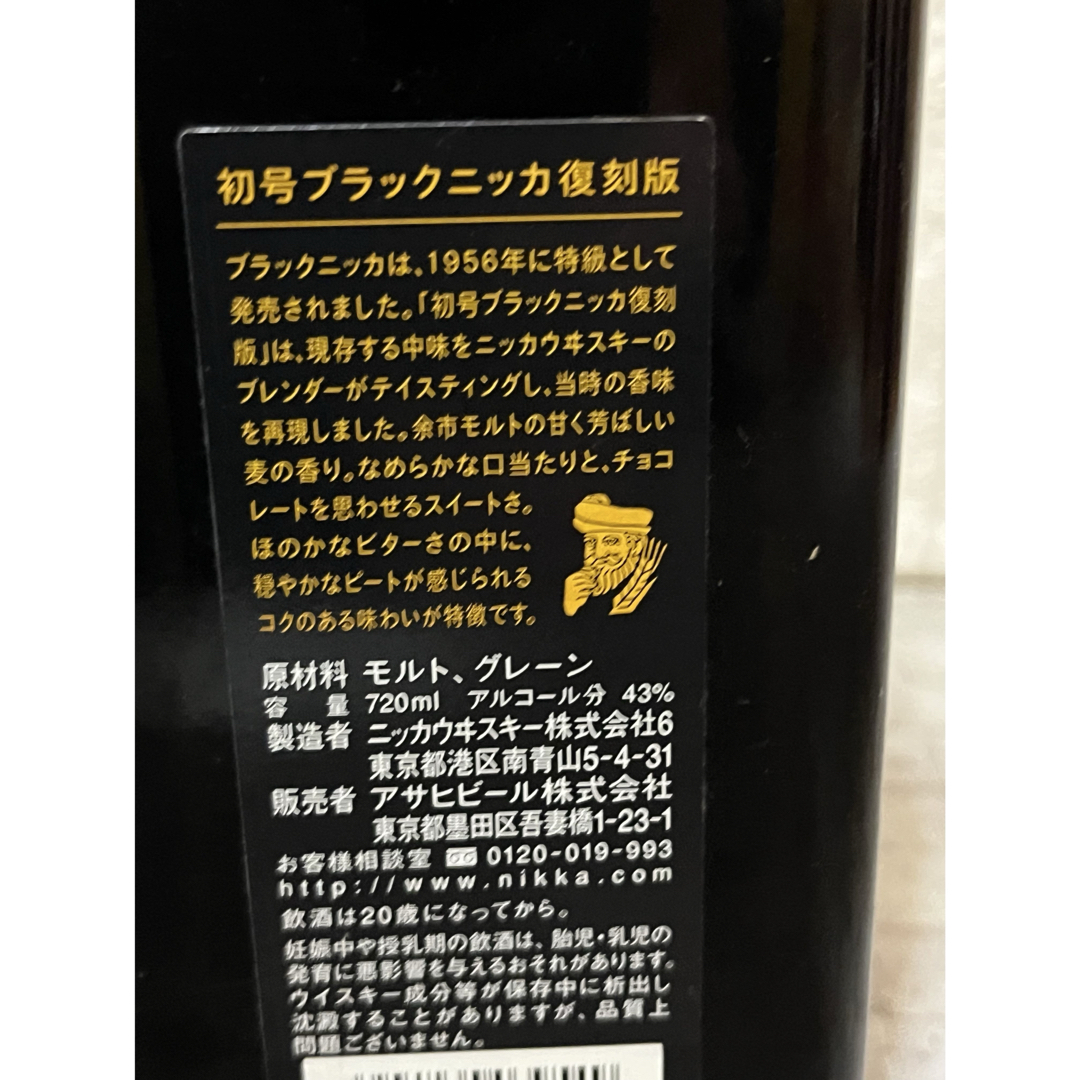 初号ブラックニッカ復刻版
ブラックニッカは、1956年に特級として
発売されました。「初号ブラックニッカ復刻
版」は、現存する中味をニッカウヰスキーの
ブレンダーがテイスティングし、当時の香味
を再現しました。余市モルトの甘く芳ばしい
麦の香り。なめらかな口当たりと、チョコ
レートを思わせるスイートさ。
ほのかなビターさの中に、
穏やかなピートが感じられる
コクのある味わいが特徴です。
原材料 モルト、グレーン
容量 720ml アルコール分 43%
製造者 ニッカウヰスキー株式会社6
東京都港区南青山5-4-31
販売者 アサヒビール株式会社
東京都墨田区吾妻橋1-23-1
お客様相談室 0120-019-993
http://www.nikka.com
飲酒は20歳になってから。
妊娠中や授乳期の飲酒は、胎児・乳児の
発育に悪影響を与えるおそれがあります。
ウイスキー成分等が保存中に析出し
沈澱することがありますが、品質上
問題ございません。